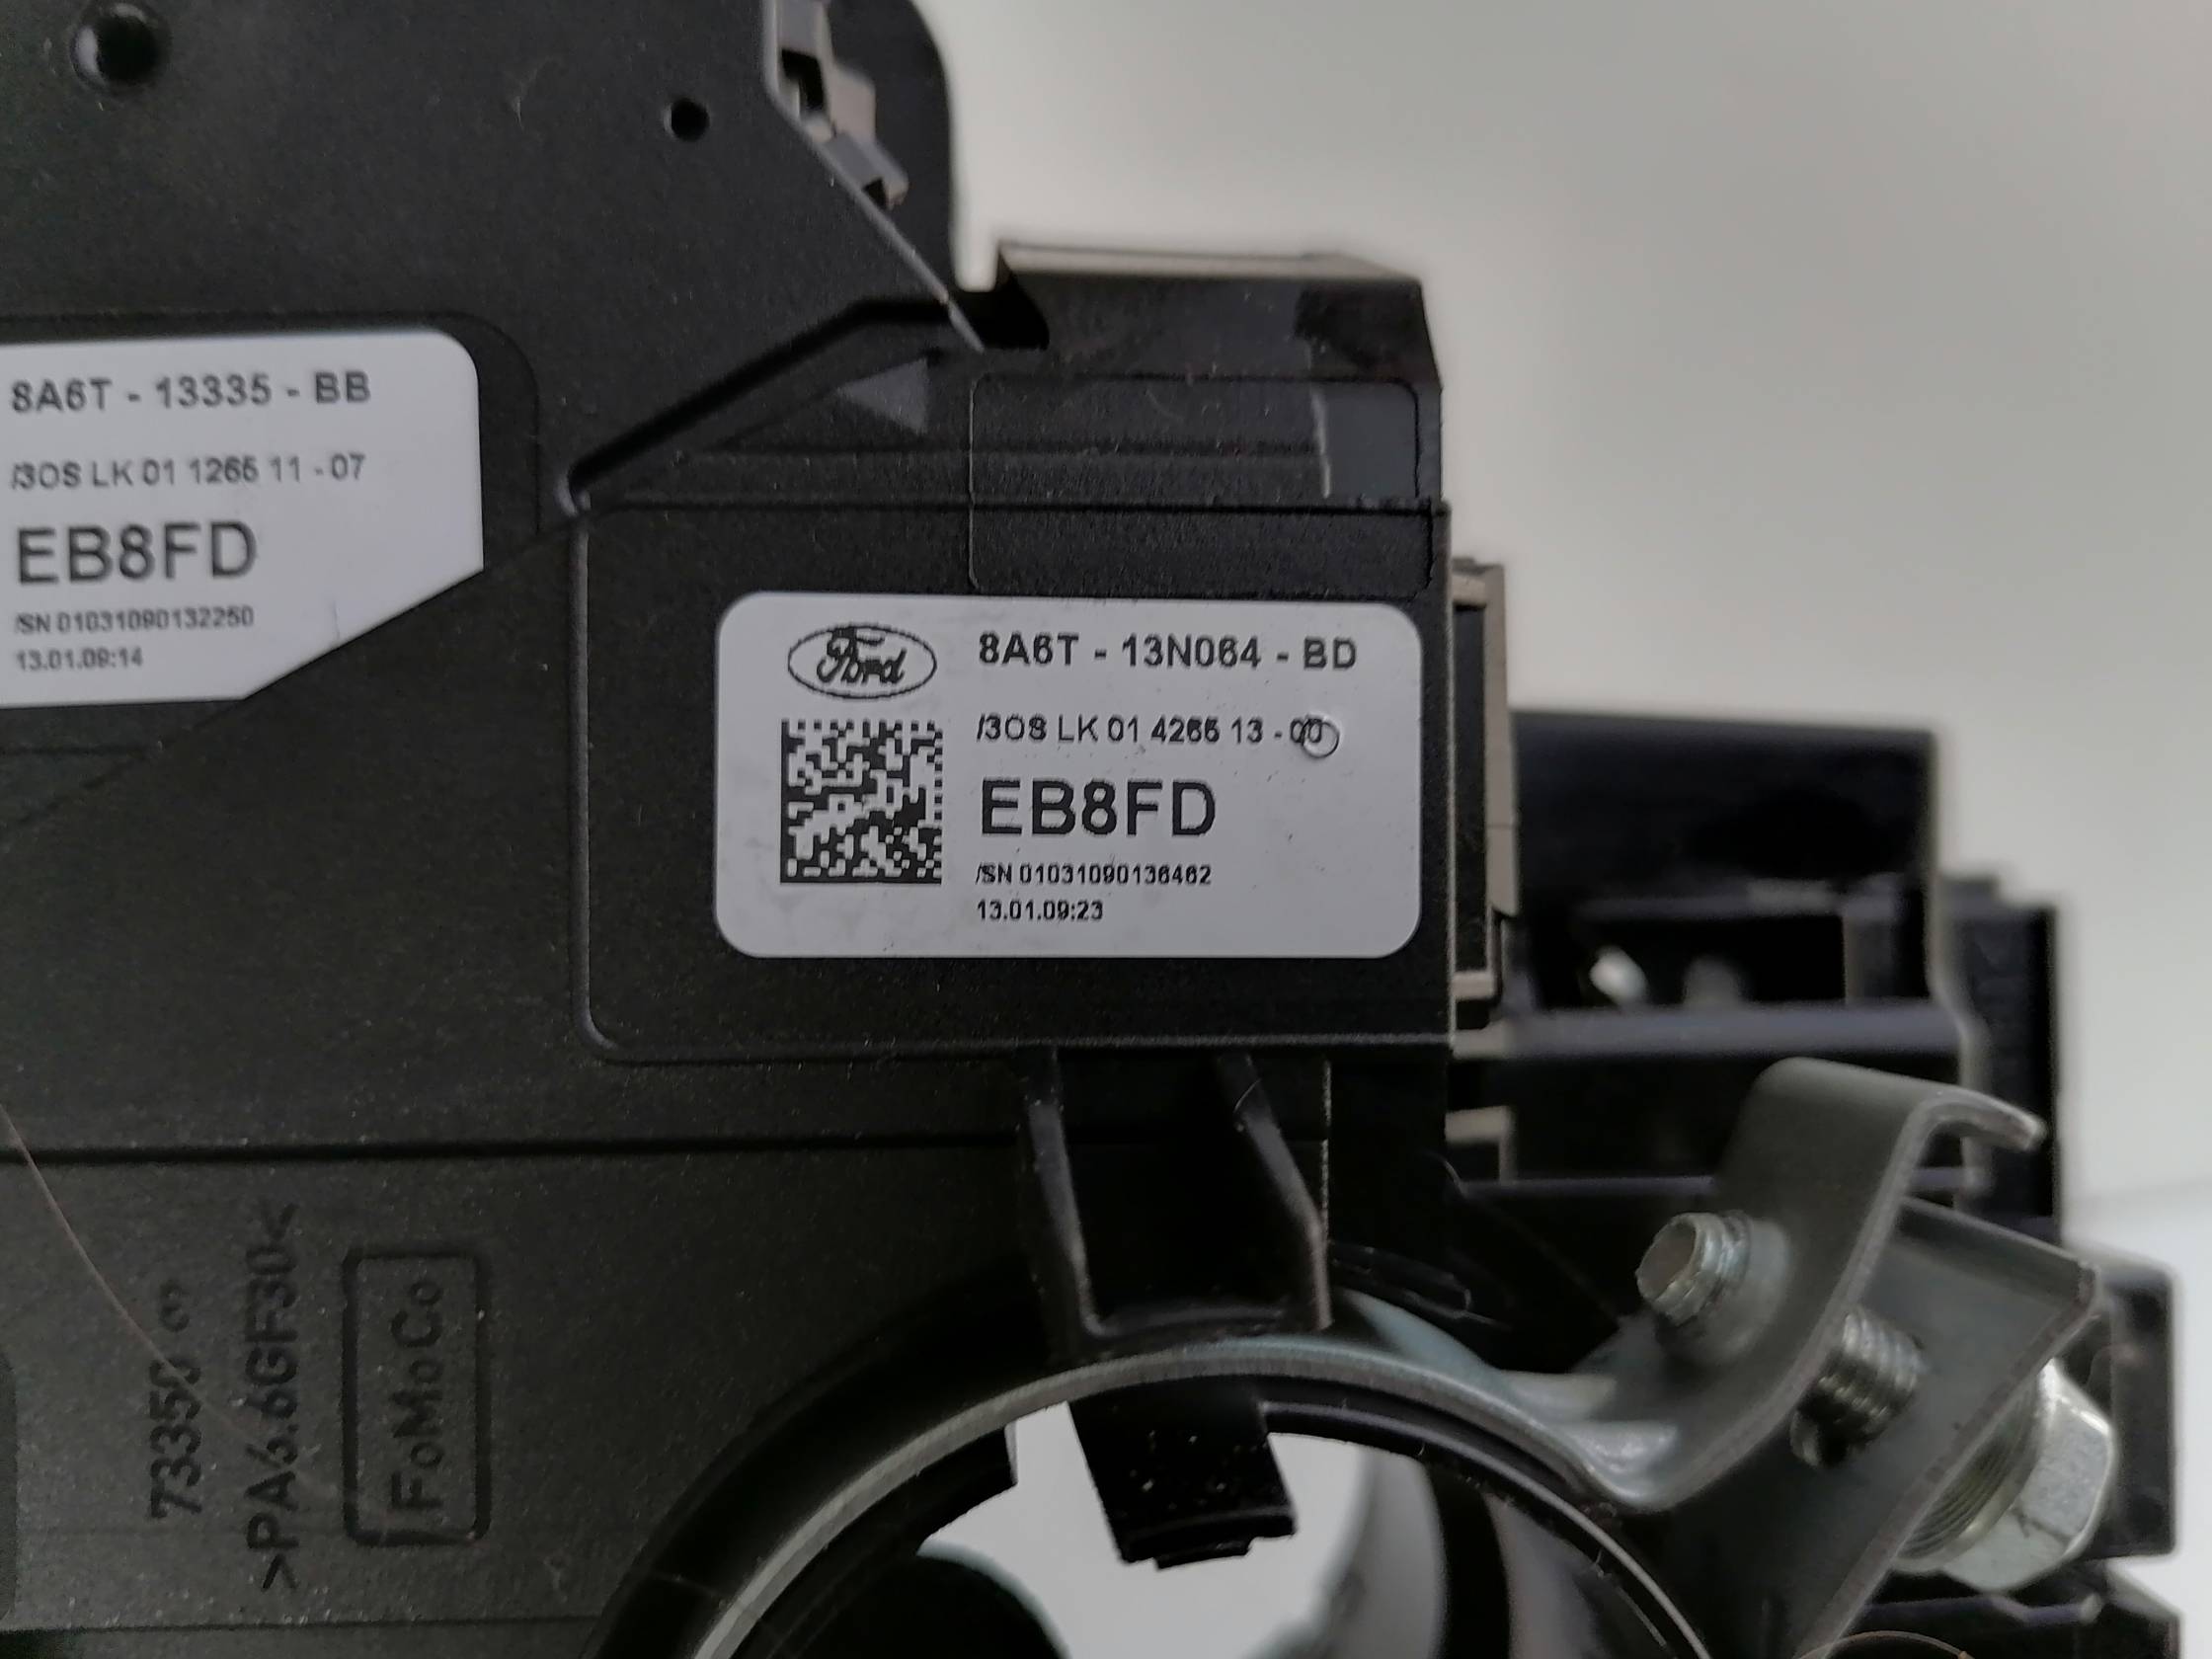 8A6T - 13335 - BB
/3OS LK 01 1265 11 - 07
EB8FD
/SN 01031090132250
13.01.09:14
Ford
8A6T - 13N064 - BD
/3OS LK 01 4265 13 - 00
EB8FD
/SN 01031090136462
13.01.09:23
73350
>PA6.6GF30<
FoMoCo